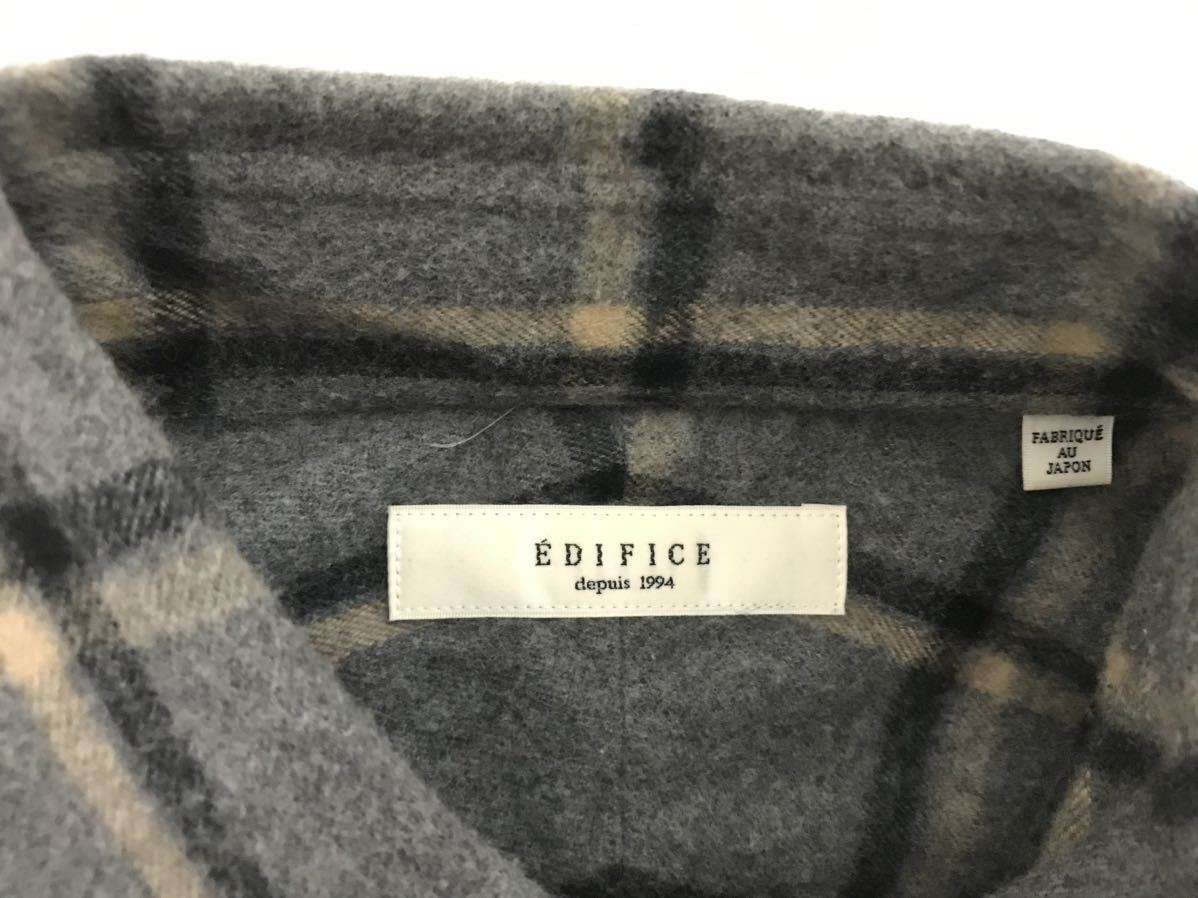 FABRIQUÉ
AU
JAPON
ÉDIFICE
depuis 1994